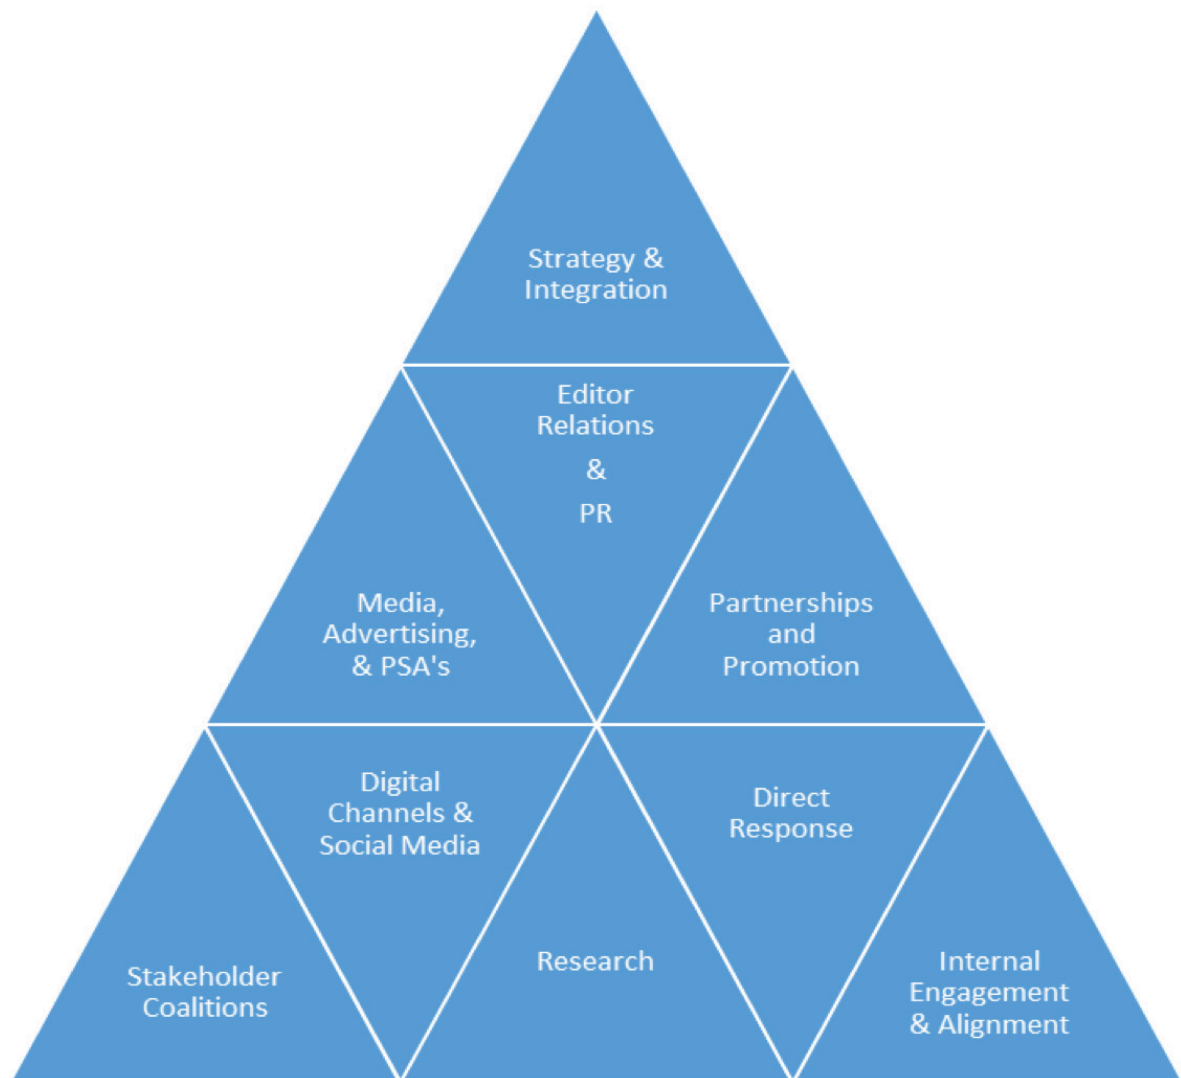 Strategy &
Integration
Editor
Relations
&
PR
Media,
Advertising,
& PSA's
Partnerships
and
Promotion
Stakeholder
Coalitions
Digital
Channels &
Social Media
Research
Direct
Response
Internal
Engagement
& Alignment